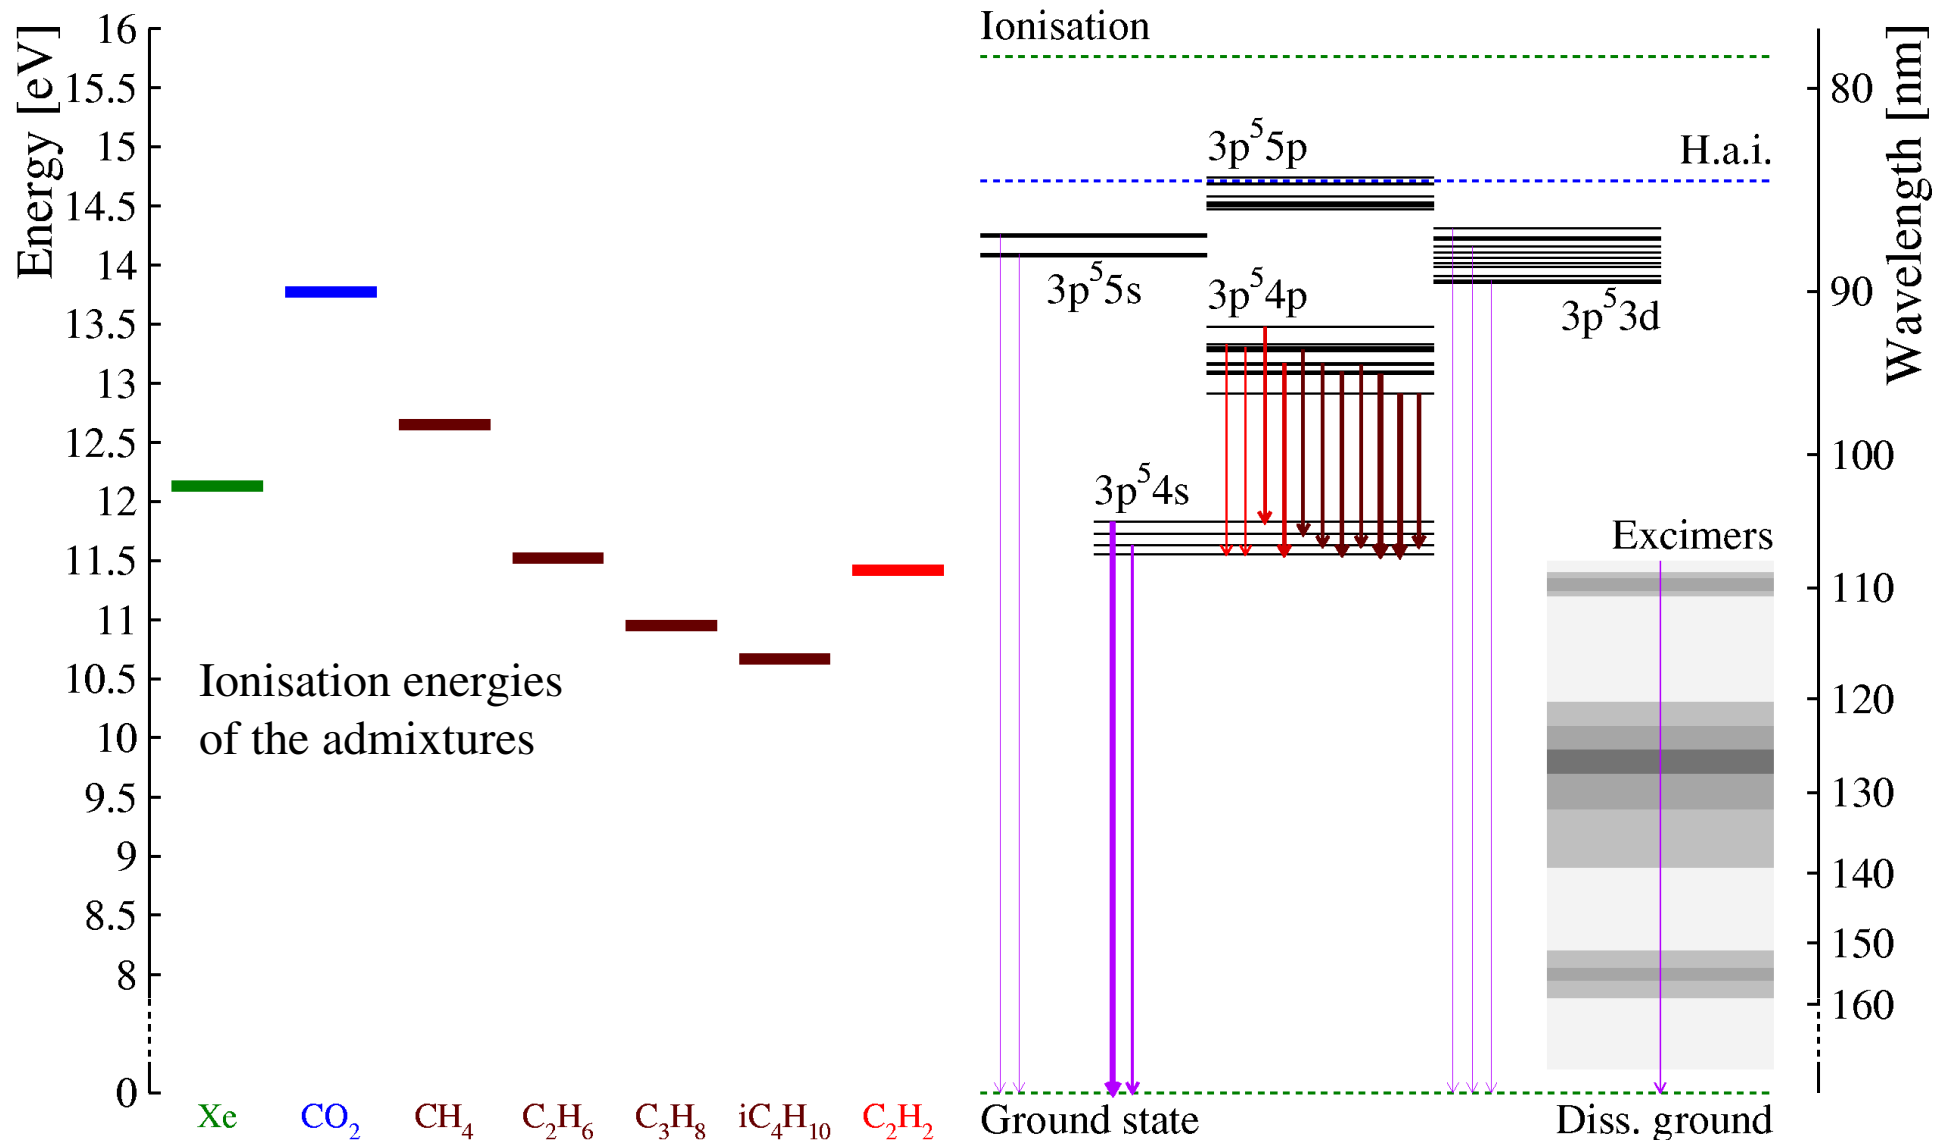 Energy [eV]
16
15.5
15
14.5
14
13.5
13
12.5
12
11.5
11
10.5
10
9.5
9
8.5
8
0
Ionisation energies
of the admixtures
Xe
CO₂
CH₄
C₂H₆
C₃H₈
iC₄H₁₀
C₂H₂
Ionisation
H.a.i.
3p⁵5p
3p⁵5s
3p⁵4p
3p⁵3d
3p⁵4s
Excimers
Ground state
Diss. ground
Wavelength [nm]
80
90
100
110
120
130
140
150
160